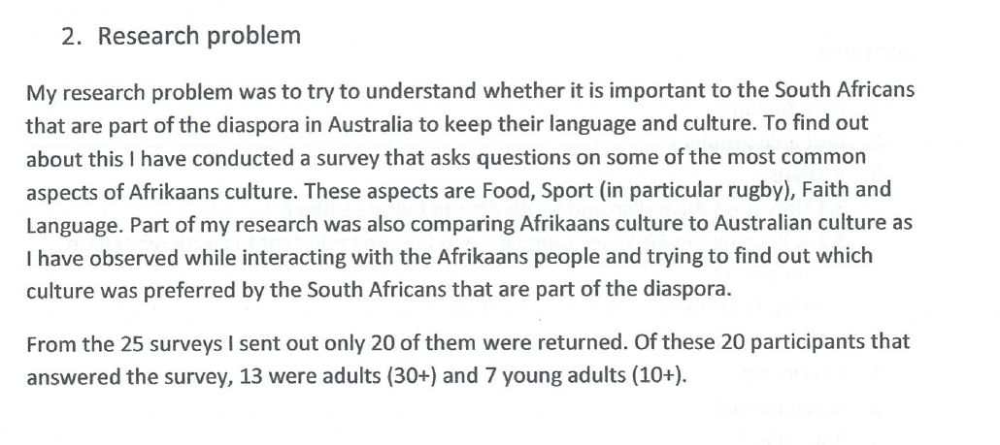 2. Research problem
My research problem was to try to understand whether it is important to the South Africans
that are part of the diaspora in Australia to keep their language and culture. To find out
about this I have conducted a survey that asks questions on some of the most common
aspects of Afrikaans culture. These aspects are Food, Sport (in particular rugby), Faith and
Language. Part of my research was also comparing Afrikaans culture to Australian culture as
I have observed while interacting with the Afrikaans people and trying to find out which
culture was preferred by the South Africans that are part of the diaspora.
From the 25 surveys I sent out only 20 of them were returned. Of these 20 participants that
answered the survey, 13 were adults (30+) and 7 young adults (10+).